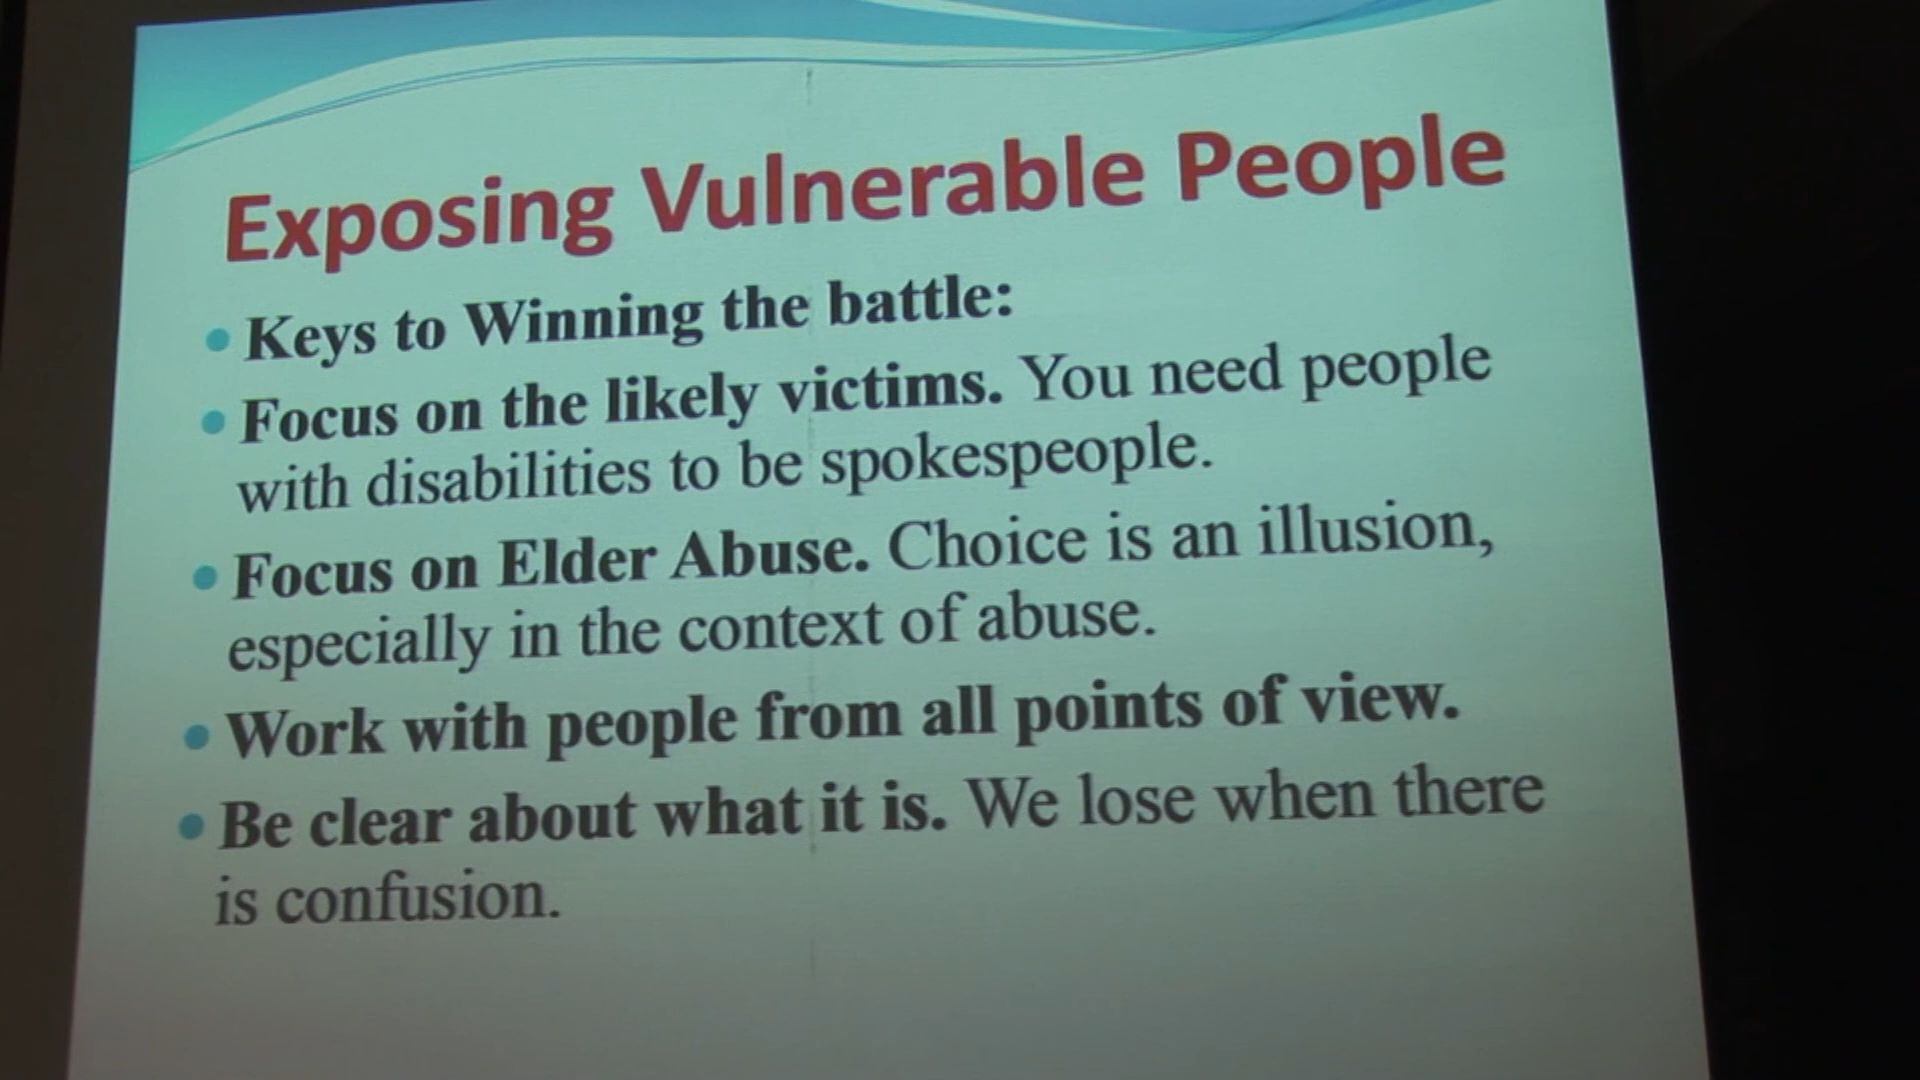 Exposing Vulnerable People
• Keys to Winning the battle:
• Focus on the likely victims. You need people
with disabilities to be spokespeople.
• Focus on Elder Abuse. Choice is an illusion,
especially in the context of abuse.
• Work with people from all points of view.
• Be clear about what it is. We lose when there
is confusion.